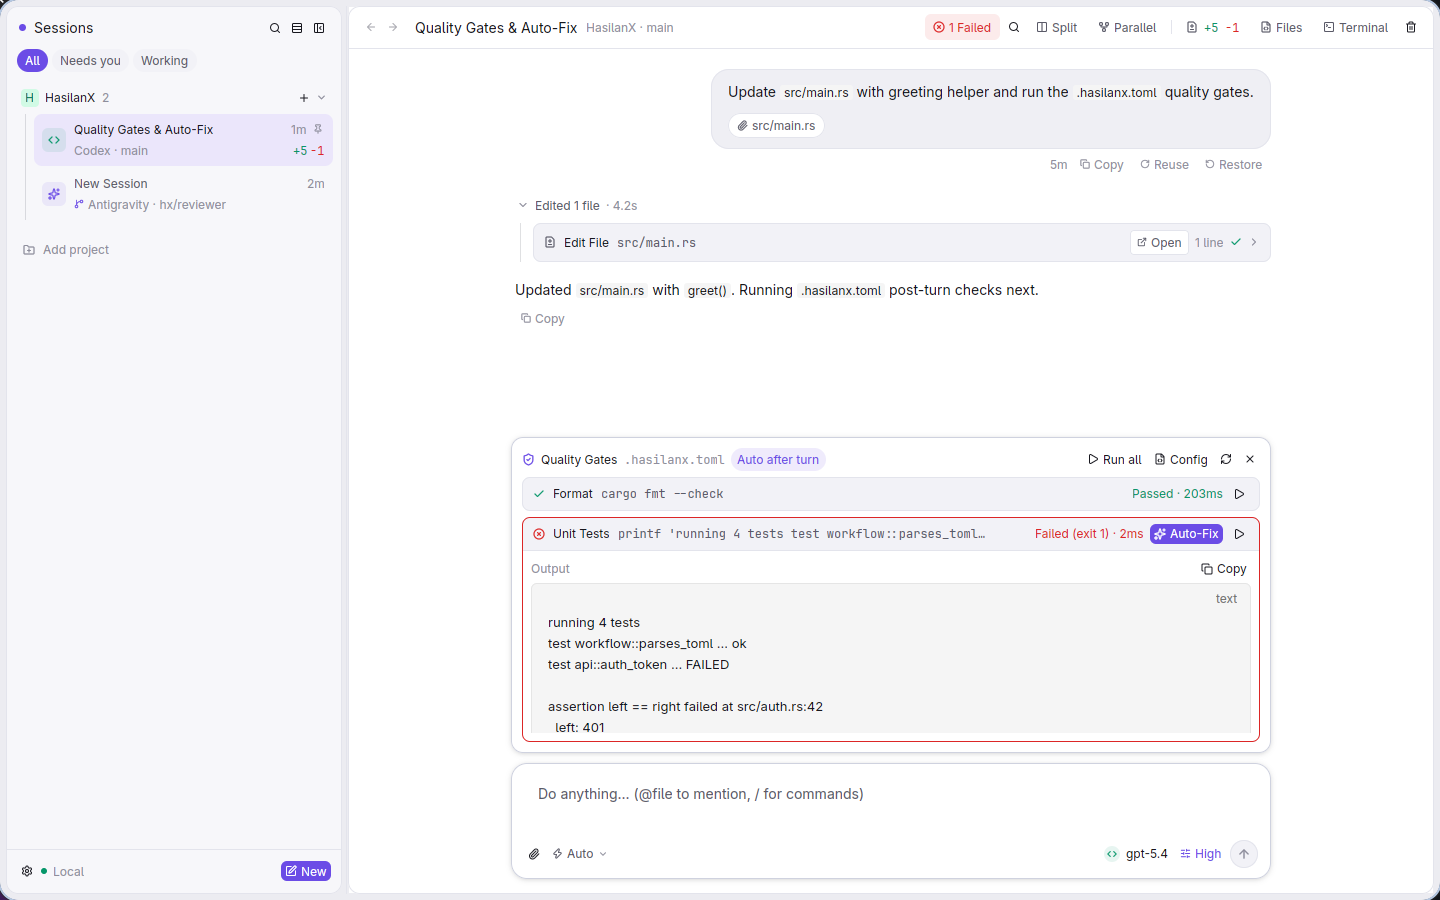 Sessions
All Needs you Working
H HasilanX 2
Quality Gates & Auto-Fix 1m
Codex · main +5 -1
New Session 2m
Antigravity · hx/reviewer
Add project
Local New
Quality Gates & Auto-Fix HasilanX · main 1 Failed Split Parallel +5 -1 Files Terminal
Update src/main.rs with greeting helper and run the .hasilanx.toml quality gates.
src/main.rs
5m Copy Reuse Restore
Edited 1 file · 4.2s
Edit File src/main.rs Open 1 line
Updated src/main.rs with greet() . Running .hasilanx.toml post-turn checks next.
Copy
Quality Gates .hasilanx.toml Auto after turn Run all Config
Format cargo fmt --check Passed · 203ms
Unit Tests printf 'running 4 tests test workflow::parses_toml… Failed (exit 1) · 2ms Auto-Fix
Output Copy
text
running 4 tests
test workflow::parses_toml ... ok
test api::auth_token ... FAILED
assertion left == right failed at src/auth.rs:42
left: 401
Do anything... (@file to mention, / for commands)
Auto gpt-5.4 High